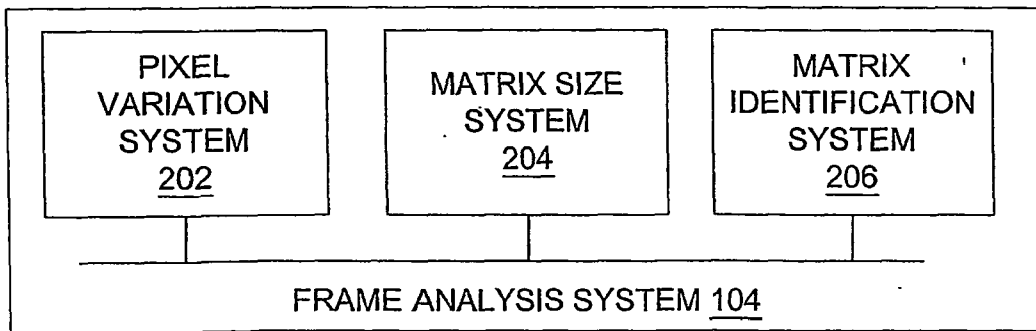 PIXEL
VARIATION
SYSTEM
202
MATRIX SIZE
SYSTEM
204
MATRIX
IDENTIFICATION
SYSTEM
206
FRAME ANALYSIS SYSTEM 104